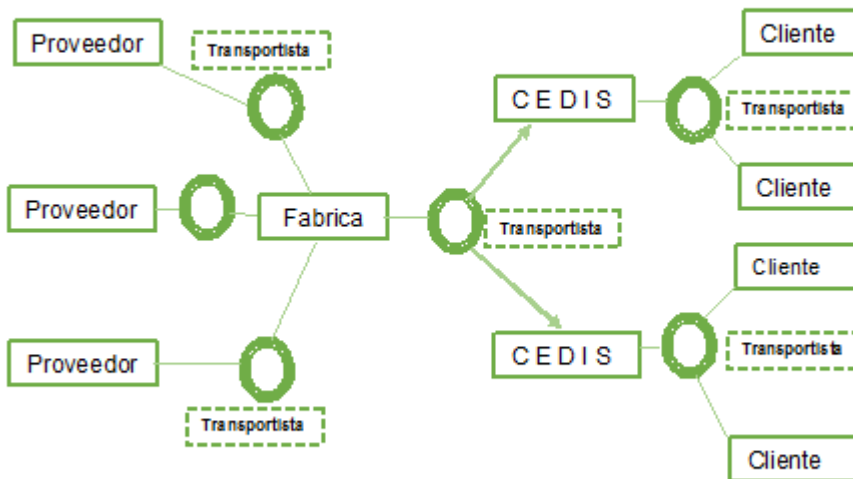 Proveedor
Transportista
Cliente
C E D I S
Transportista
Cliente
Proveedor
Fabrica
Transportista
Cliente
Proveedor
C E D I S
Transportista
Transportista
Cliente